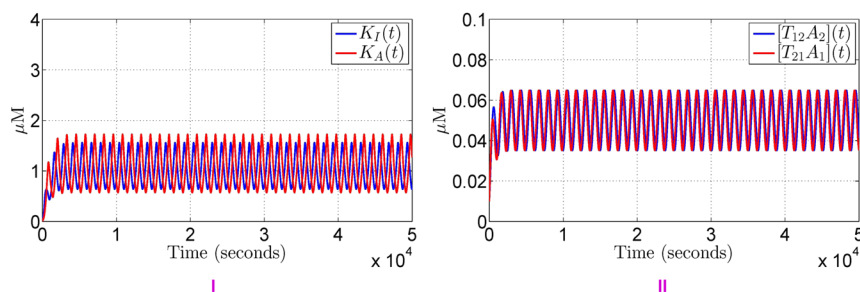 4
3
2
1
0
μM
K_I(t)
K_A(t)
0 1 2 3 4 5
Time (seconds)
x 10^4
I
0.1
0.08
0.06
0.04
0.02
0
μM
[T_12A_2](t)
[T_21A_1](t)
0 1 2 3 4 5
Time (seconds)
x 10^4
II